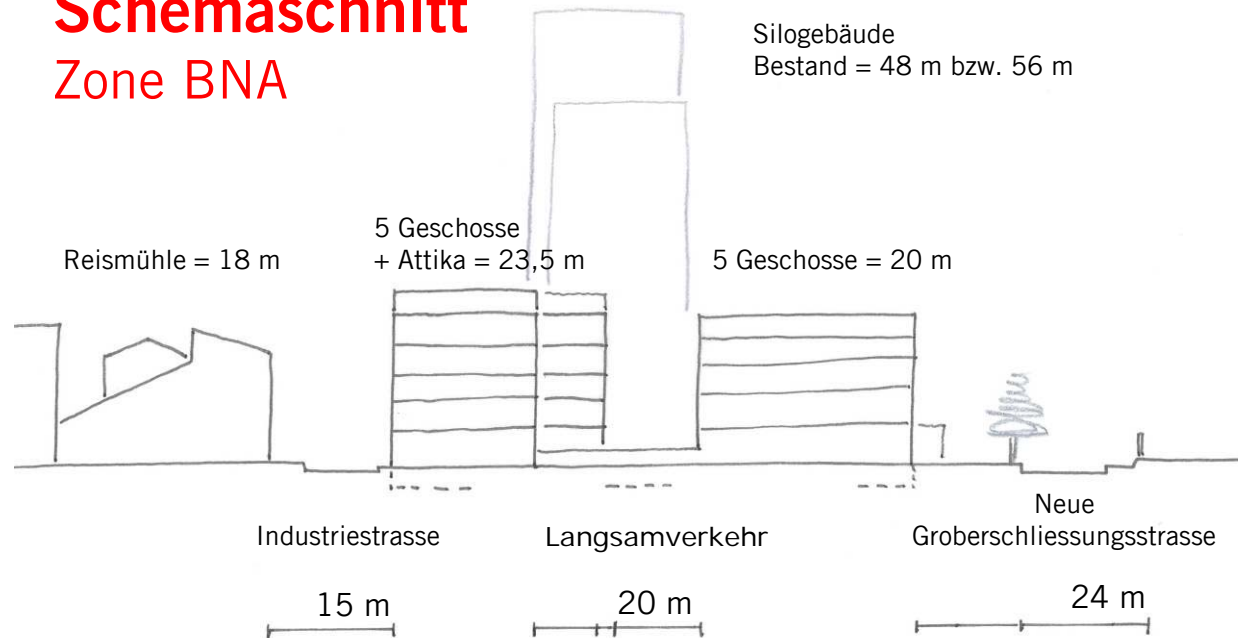 Schemaschnitt
Zone BNA
Silogebäude
Bestand = 48 m bzw. 56 m
5 Geschosse
+ Attika = 23,5 m
Reismühle = 18 m
5 Geschosse = 20 m
Industriestrasse
Langsamverkehr
Neue
Groberschliessungsstrasse
15 m
20 m
24 m